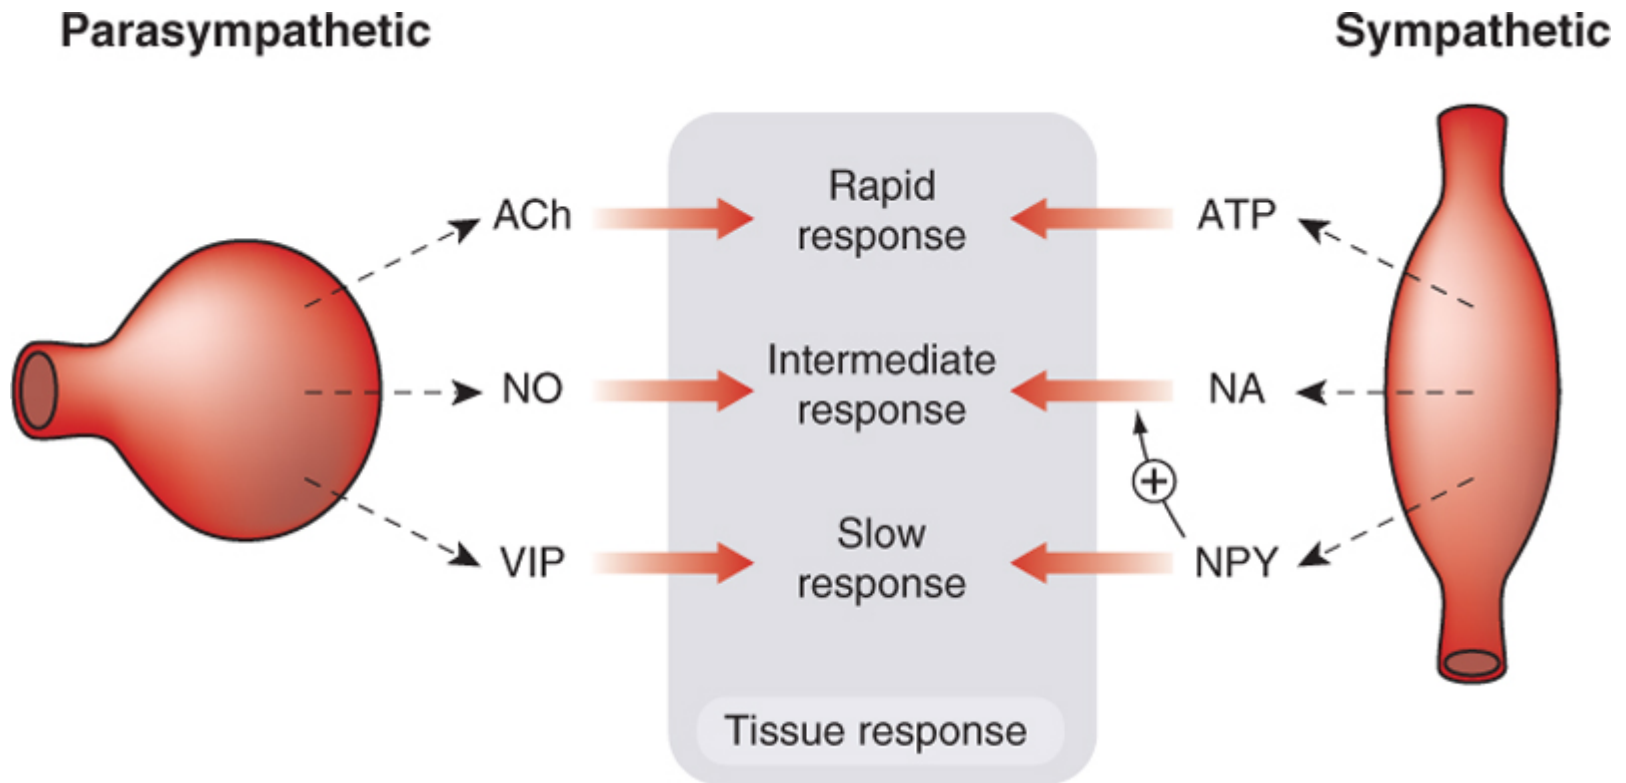 Parasympathetic
Sympathetic
ACh
Rapid
response
ATP
NO
Intermediate
response
NA
+
VIP
Slow
response
NPY
Tissue response